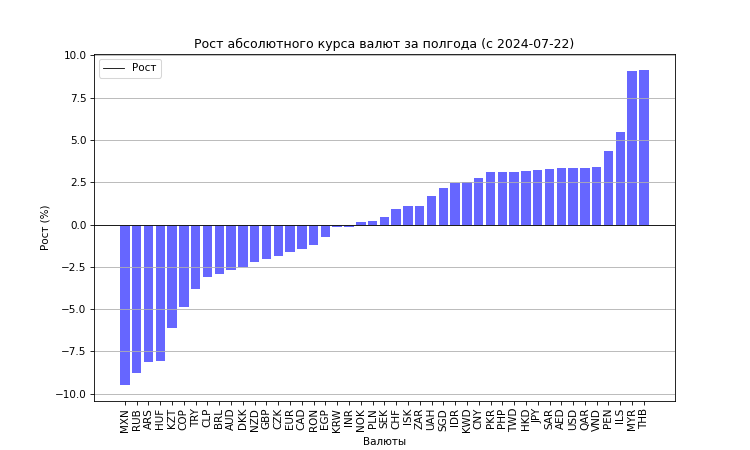 Рост абсолютного курса валют за полгода (с 2024-07-22)
Рост
10.0
7.5
5.0
2.5
0.0
−2.5
−5.0
−7.5
−10.0
Рост (%)
MXN
RUB
ARS
HUF
KZT
COP
TRY
CLP
BRL
AUD
DKK
NZD
GBP
CZK
EUR
CAD
RON
EGP
KRW
INR
NOK
PLN
SEK
CHF
ISK
ZAR
UAH
SGD
IDR
KWD
CNY
PKR
PHP
TWD
HKD
JPY
SAR
AED
USD
QAR
VND
PEN
ILS
MYR
THB
Валюты